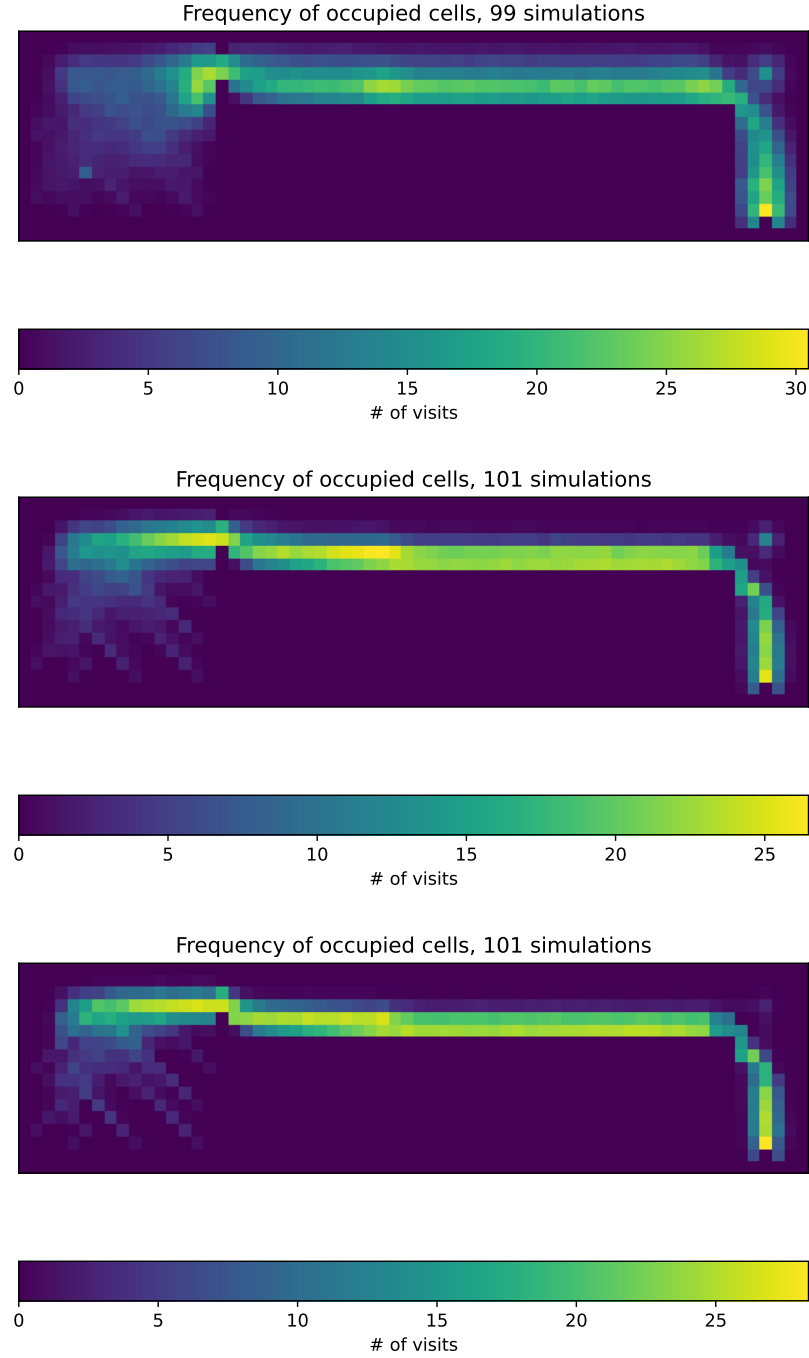 Frequency of occupied cells, 99 simulations
0 5 10 15 20 25 30
# of visits
Frequency of occupied cells, 101 simulations
0 5 10 15 20 25
# of visits
Frequency of occupied cells, 101 simulations
0 5 10 15 20 25
# of visits